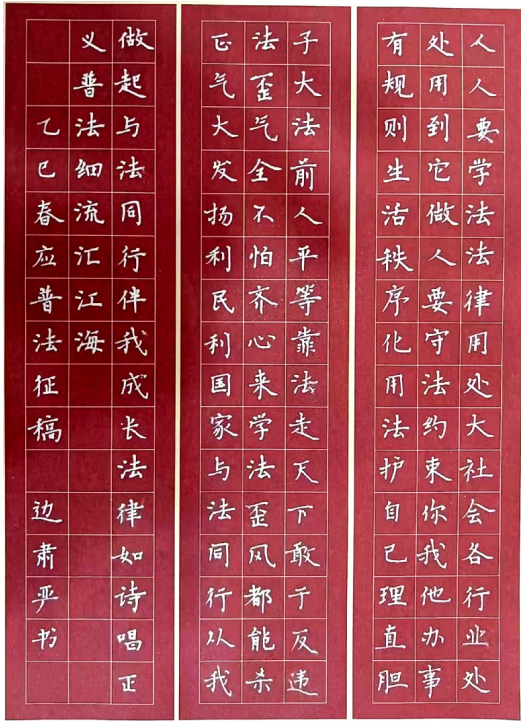 人人要学法法律用处大社会各行业处
处用到它做人要守法约束你我他办事
有规则生活秩序化用法护自己理直胆
子大法前人平等靠法走天下敢于反违
法歪气全不怕齐心来学法歪风都能杀
正气大发扬利民利国家与法同行从我
做起与法同行伴我成长法律如诗唱正
义普法细流汇江海
乙巳春应普法征稿 边肃严书